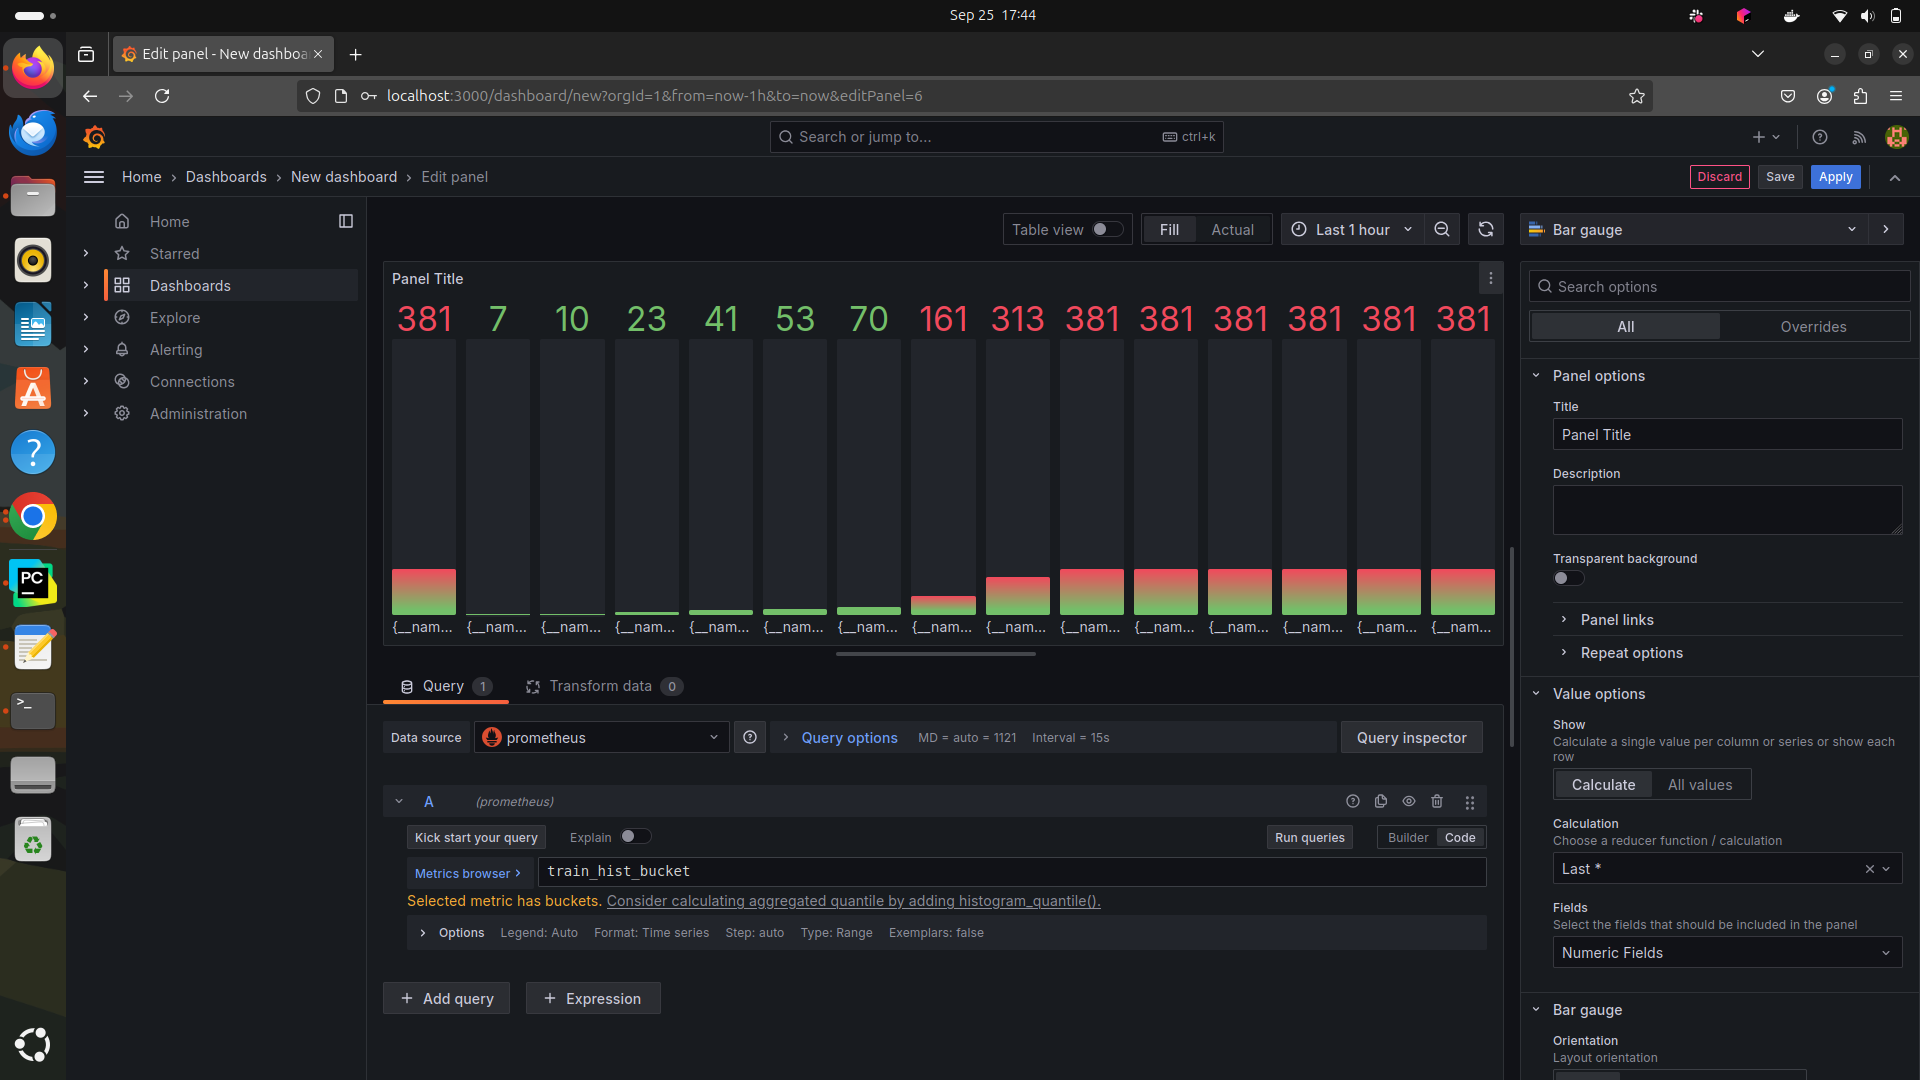 Sep 25 17:44
Edit panel - New dashboa
localhost:3000/dashboard/new?orgId=1&from=now-1h&to=now&editPanel=6
Search or jump to...
ctrl+k
Home › Dashboards › New dashboard › Edit panel
Discard
Save
Apply
Home
Starred
Dashboards
Explore
Alerting
Connections
Administration
Table view
Fill
Actual
Last 1 hour
Panel Title
381 7 10 23 41 53 70 161 313 381 381 381 381 381 381
{__nam... {__nam... {__nam... {__nam... {__nam... {__nam... {__nam... {__nam... {__nam... {__nam... {__nam... {__nam... {__nam... {__nam... {__nam...
Query 1
Transform data 0
Data source
prometheus
Query options
MD = auto = 1121
Interval = 15s
Query inspector
A
(prometheus)
Kick start your query
Explain
Run queries
Builder
Code
Metrics browser >
train_hist_bucket
Selected metric has buckets. Consider calculating aggregated quantile by adding histogram_quantile().
Options
Legend: Auto
Format: Time series
Step: auto
Type: Range
Exemplars: false
+ Add query
+ Expression
Bar gauge
Search options
All
Overrides
Panel options
Title
Panel Title
Description
Transparent background
Panel links
Repeat options
Value options
Show
Calculate a single value per column or series or show each
row
Calculate
All values
Calculation
Choose a reducer function / calculation
Last *
Fields
Select the fields that should be included in the panel
Numeric Fields
Bar gauge
Orientation
Layout orientation
PC
>_